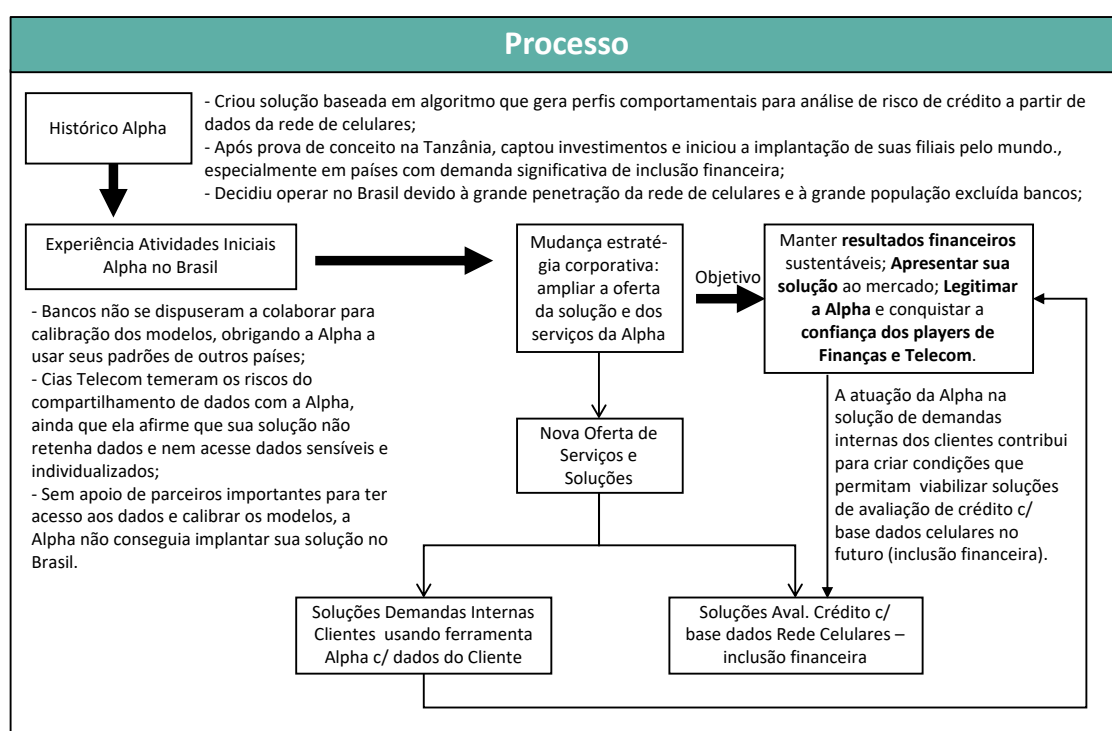 Processo
Histórico Alpha
- Criou solução baseada em algoritmo que gera perfis comportamentais para análise de risco de crédito a partir de
dados da rede de celulares;
- Após prova de conceito na Tanzânia, captou investimentos e iniciou a implantação de suas filiais pelo mundo.,
especialmente em países com demanda significativa de inclusão financeira;
- Decidiu operar no Brasil devido à grande penetração da rede de celulares e à grande população excluída bancos;
Experiência Atividades Iniciais
Alpha no Brasil
- Bancos não se dispuseram a colaborar para
calibração dos modelos, obrigando a Alpha a
usar seus padrões de outros países;
- Cias Telecom temeram os riscos do
compartilhamento de dados com a Alpha,
ainda que ela afirme que sua solução não
retenha dados e nem acesse dados sensíveis e
individualizados;
- Sem apoio de parceiros importantes para ter
acesso aos dados e calibrar os modelos, a
Alpha não conseguia implantar sua solução no
Brasil.
Mudança estraté-
gia corporativa:
ampliar a oferta
da solução e dos
serviços da Alpha
Objetivo
Manter resultados financeiros
sustentáveis; Apresentar sua
solução ao mercado; Legitimar
a Alpha e conquistar a
confiança dos players de
Finanças e Telecom.
A atuação da Alpha na
solução de demandas
internas dos clientes contribui
para criar condições que
permitam viabilizar soluções
de avaliação de crédito c/
base dados celulares no
futuro (inclusão financeira).
Nova Oferta de
Serviços e
Soluções
Soluções Demandas Internas
Clientes usando ferramenta
Alpha c/ dados do Cliente
Soluções Aval. Crédito c/
base dados Rede Celulares –
inclusão financeira